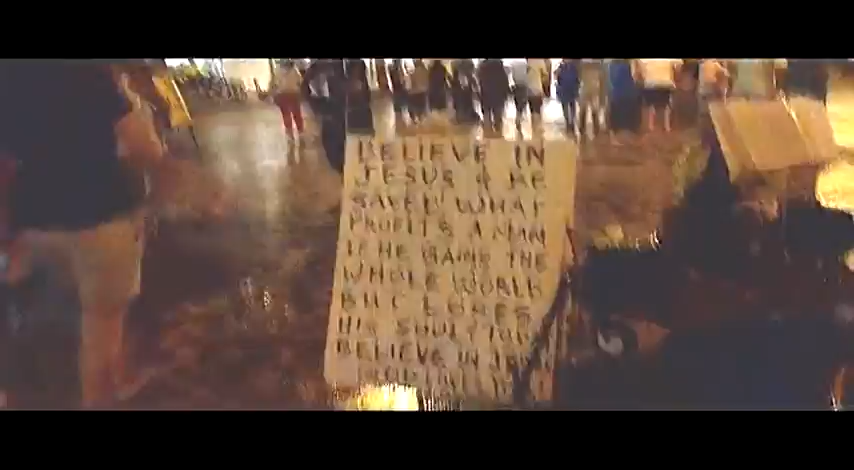 BELIEVE IN
JESUS & BE
SAVED WHAT
PROFITS A MAN
IF HE GAINS THE
WHOLE WORLD
BUT LOSES
HIS SOUL?
BELIEVE IN